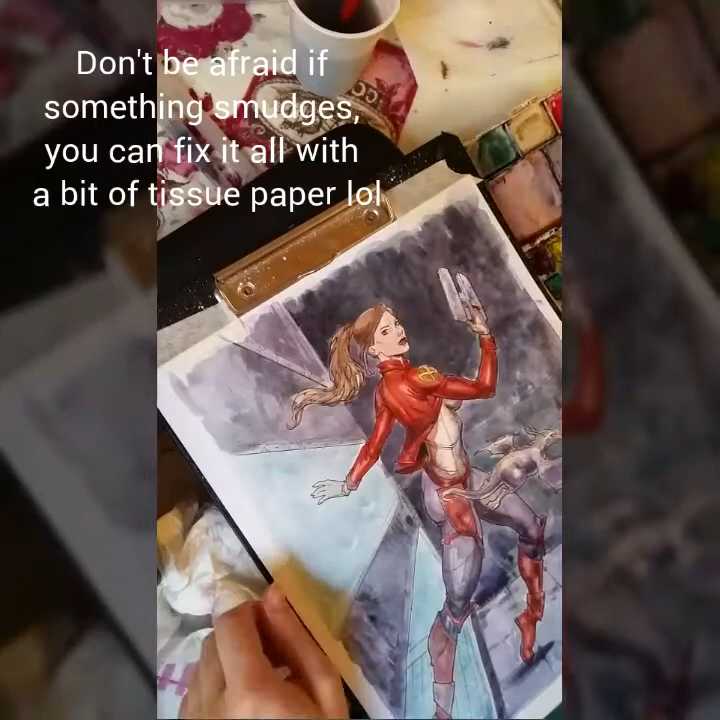 Don't be afraid if
something smudges,
you can fix it all with
a bit of tissue paper lol